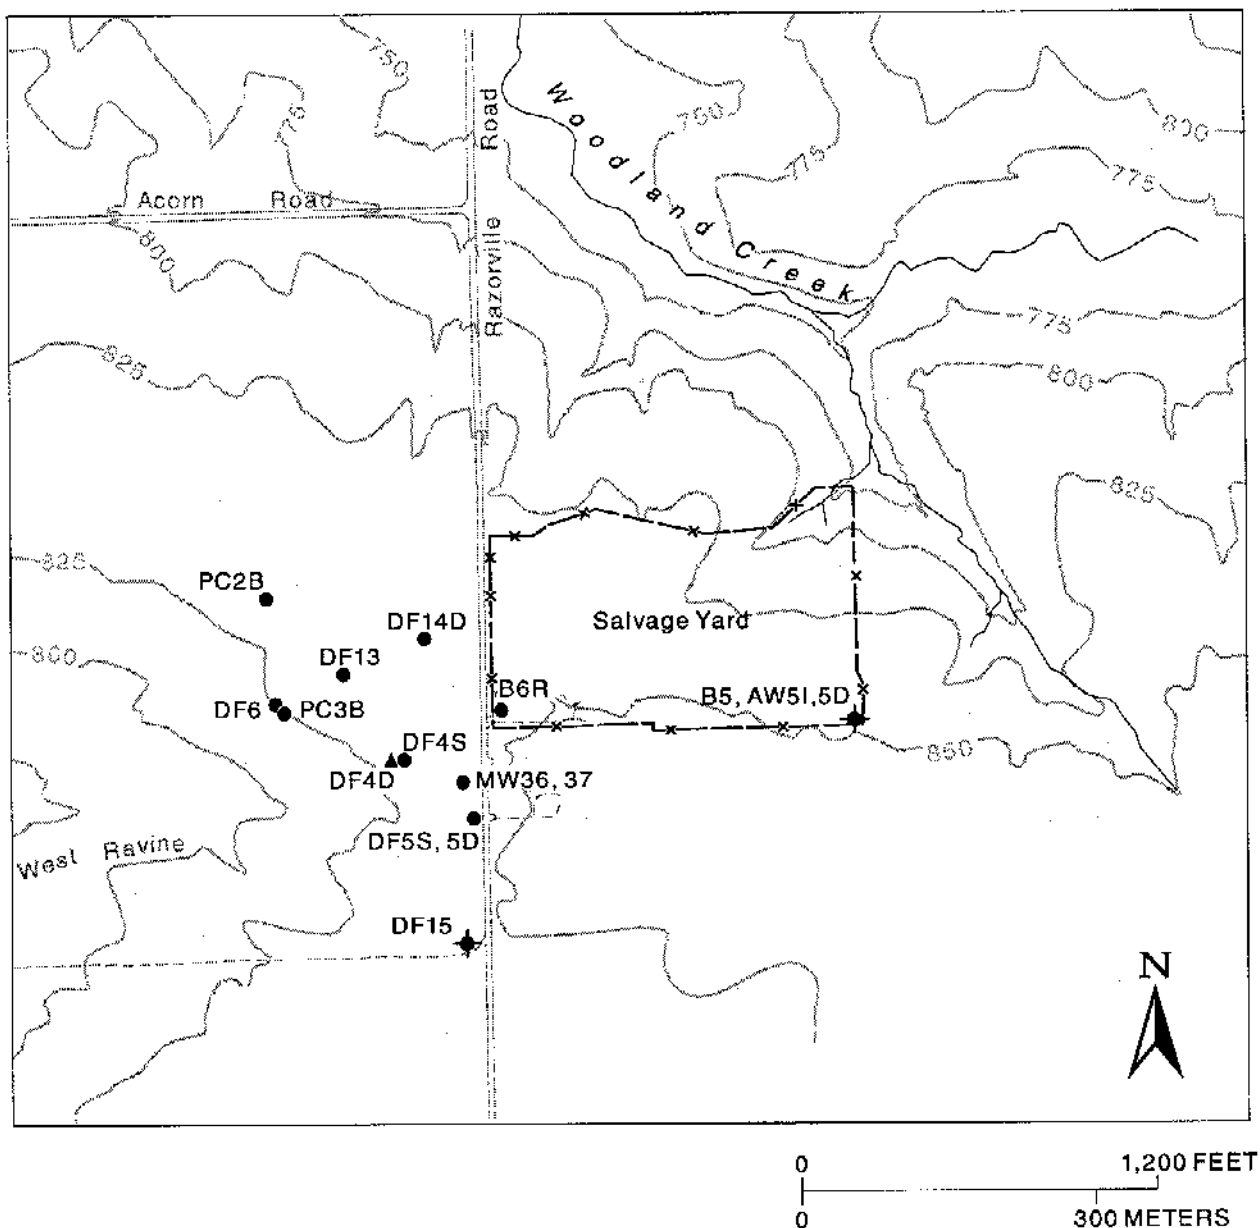 750
750
775
Road
Woodland Creek
800
775
775
Acorn Road
800
Razorville
775
825
800
825
825
PC2B
DF14D
Salvage Yard
800
DF13
B6R
B5, AW5I, 5D
DF6
PC3B
DF4S
850
DF4D
MW36, 37
DF5S, 5D
West Ravine
DF15
N
0 1,200 FEET
0 300 METERS